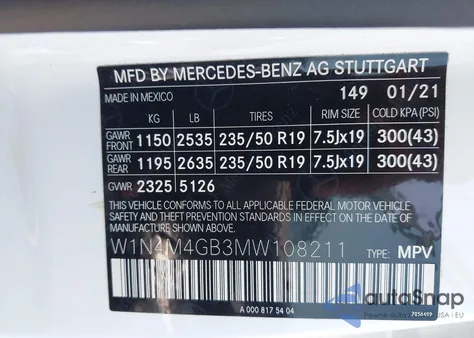 MFD BY MERCEDES-BENZ AG STUTTGART
MADE IN MEXICO 149 01/21
KG LB TIRES RIM SIZE COLD KPA (PSI)
GAWR FRONT 1150 2535 235/50 R19 7.5Jx19 300(43)
GAWR REAR 1195 2635 235/50 R19 7.5Jx19 300(43)
GVWR 2325 5126
THIS VEHICLE CONFORMS TO ALL APPLICABLE FEDERAL MOTOR VEHICLE
SAFETY AND BUMPER STANDARDS IN EFFECT ON THE DATE OF
MANUFACTURE SHOWN ABOVE.
W1N4M4GB3MW108211 TYPE: MPV
A 000 817 54 04
autoSnap